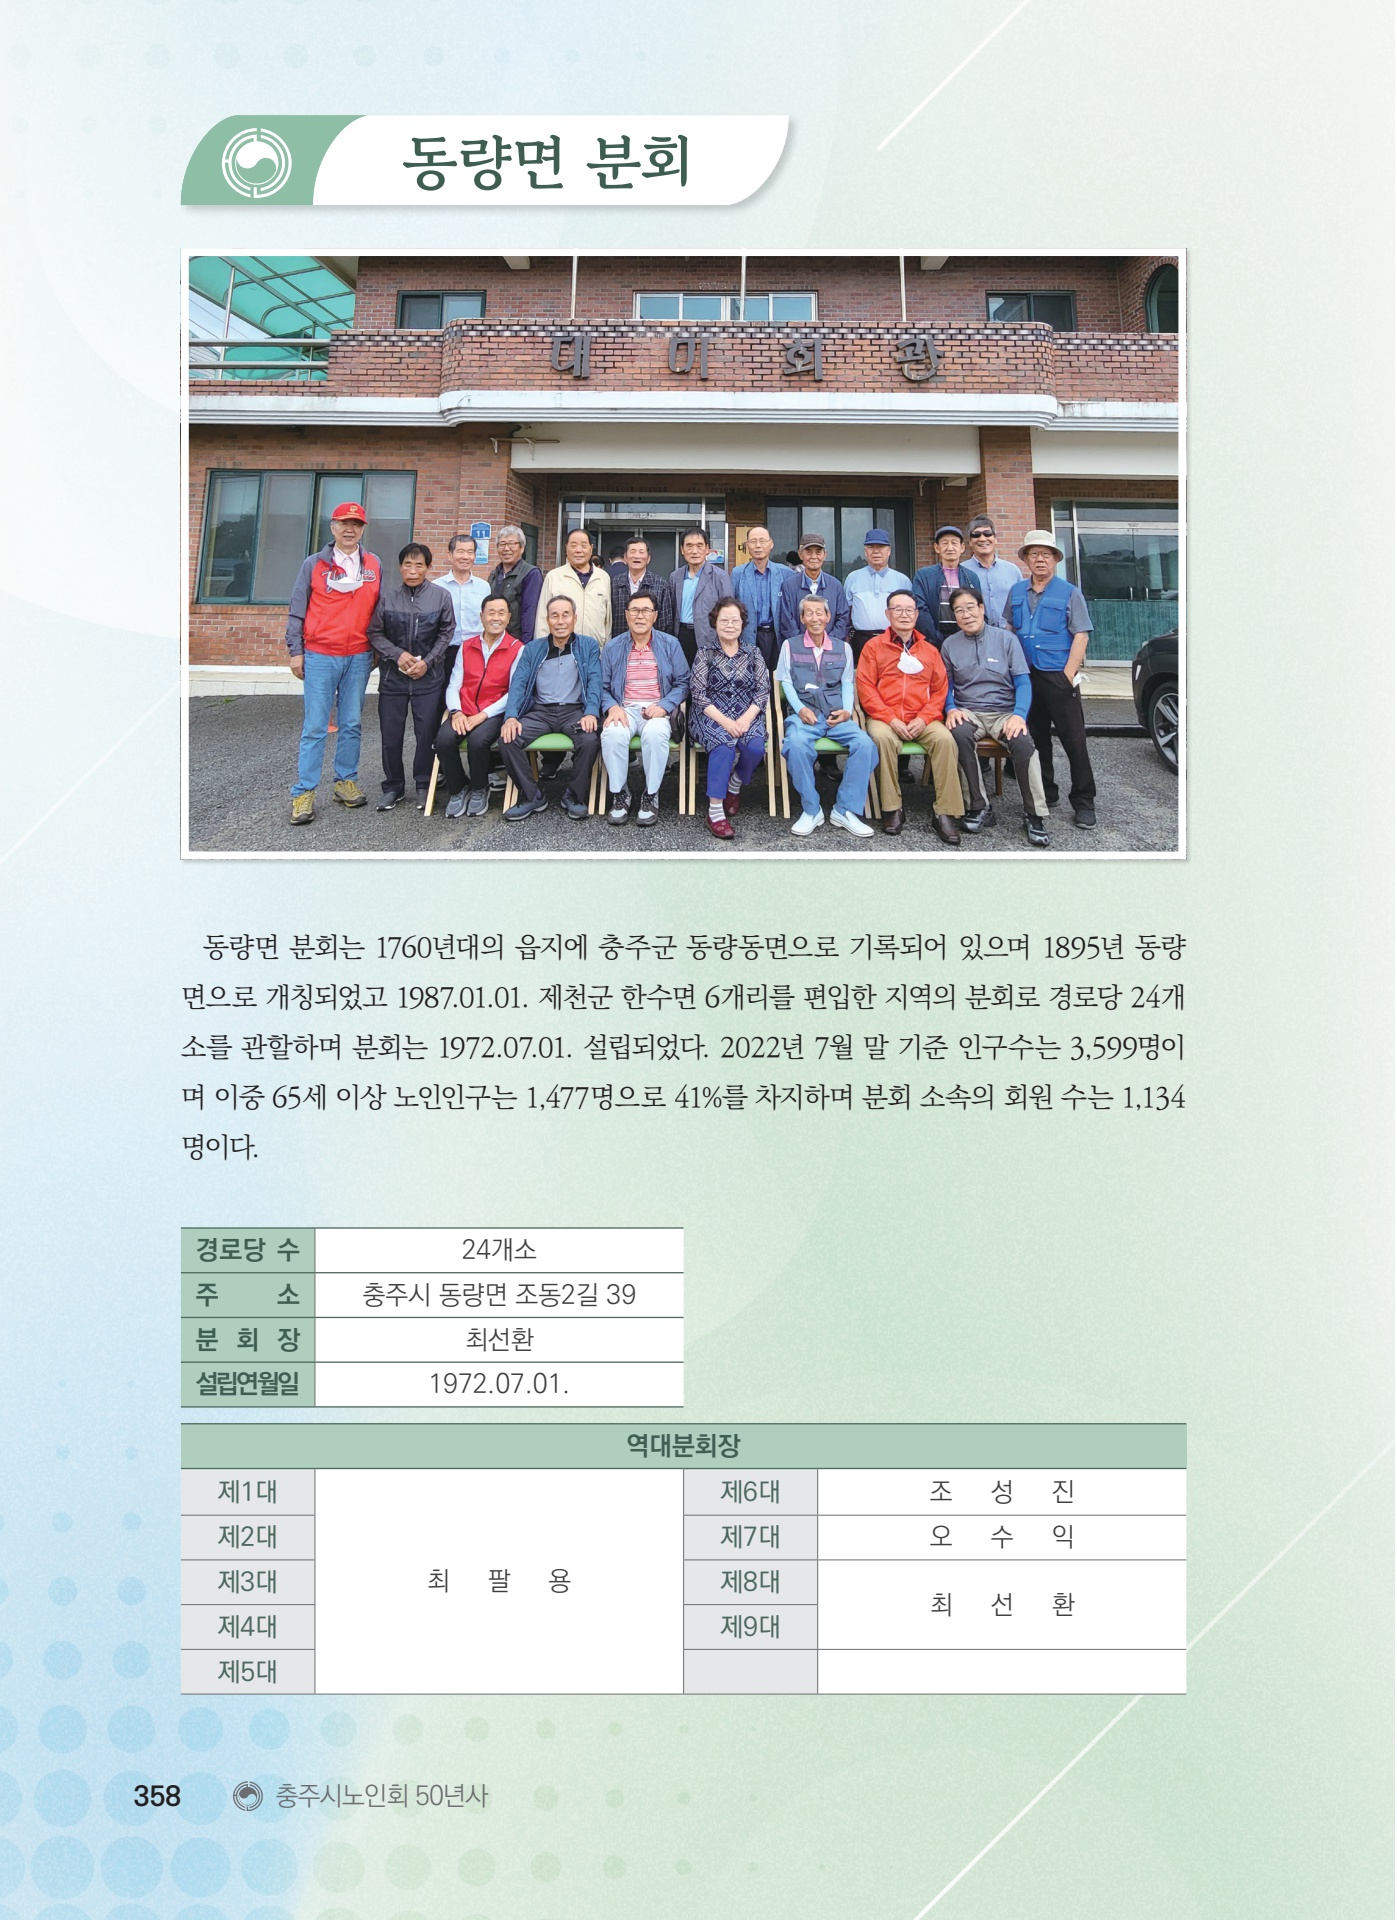 동량면 분회
대 미 회 관
11
동량면 분회는 1760년대의 읍지에 충주군 동량동면으로 기록되어 있으며 1895년 동량
면으로 개칭되었고 1987.01.01. 제천군 한수면 6개리를 편입한 지역의 분회로 경로당 24개
소를 관할하며 분회는 1972.07.01. 설립되었다. 2022년 7월 말 기준 인구수는 3,599명이
며 이중 65세 이상 노인인구는 1,477명으로 41%를 차지하며 분회 소속의 회원 수는 1,134
명이다.
경로당 수 24개소
주 소 충주시 동량면 조동2길 39
분 회 장 최선환
설립연월일 1972.07.01.
역대분회장
제1대 제6대 조 성 진
제2대 제7대 오 수 익
제3대 최 팔 용 제8대 최 선 환
제4대 제9대
제5대
358 충주시노인회 50년사